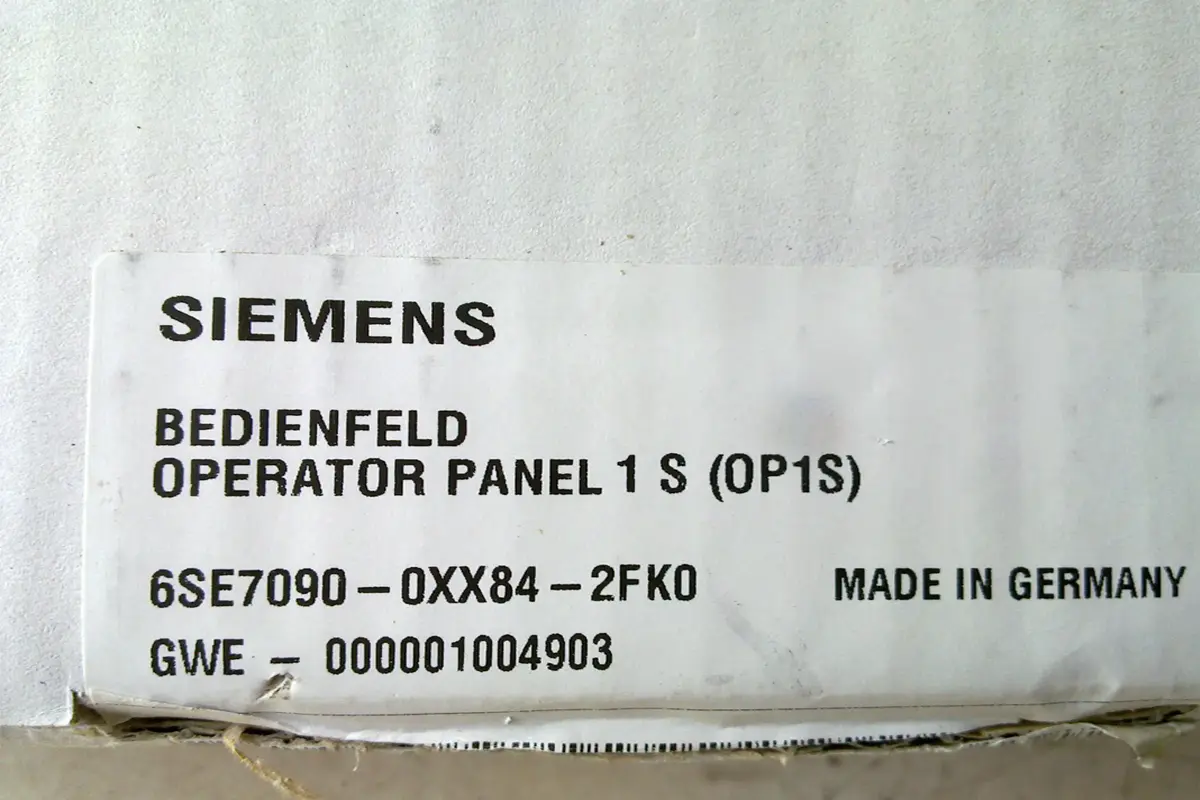 SIEMENS
BEDIENFELD
OPERATOR PANEL 1 S (OP1S)
6SE7090-0XX84-2FK0 MADE IN GERMANY
GWE - 000001004903